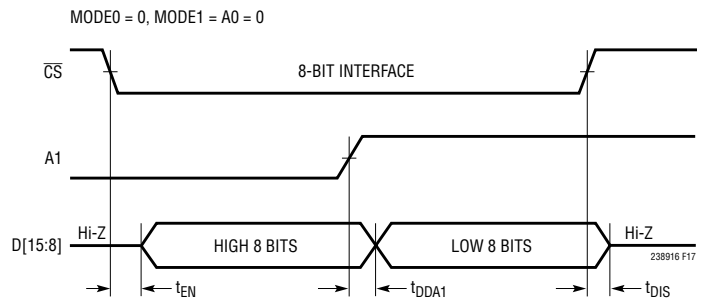 MODE0 = 0, MODE1 = A0 = 0
CS
8-BIT INTERFACE
A1
D[15:8]
Hi-Z
HIGH 8 BITS
LOW 8 BITS
Hi-Z
238916 F17
tEN
tDDA1
tDIS